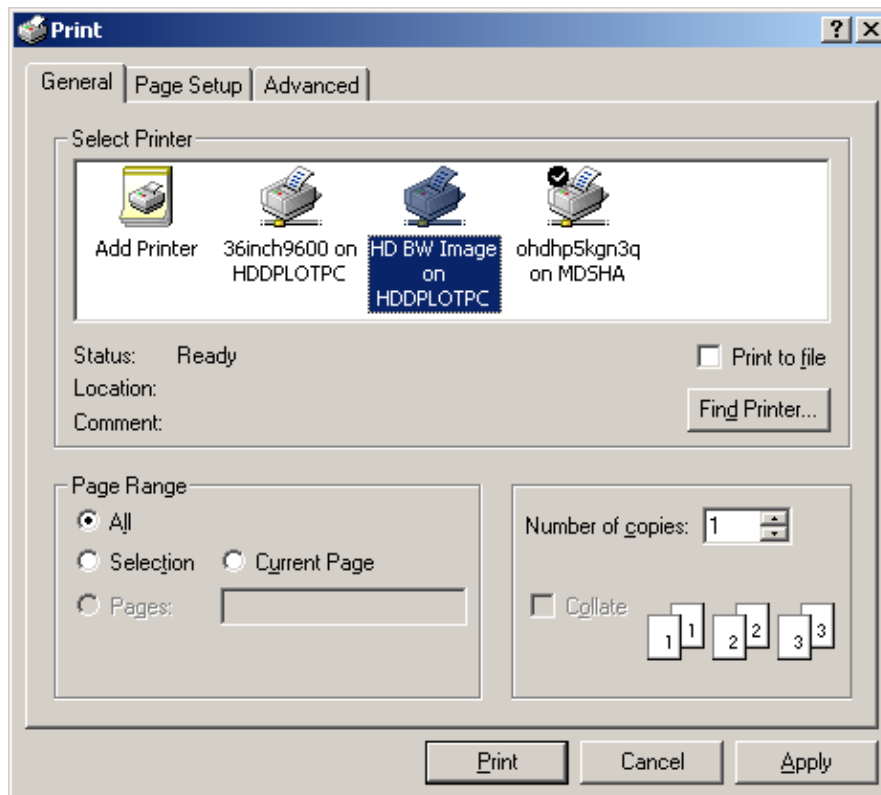 Print
General Page Setup Advanced
Select Printer
Add Printer 36inch9600 on HD BW Image ohdhp5kgn3q
HDDPLOTPC on on MDSHA
HDDPLOTPC
Status: Ready Print to file
Location:
Find Printer...
Comment:
Page Range
All
Number of copies: 1
Selection Current Page
Pages: Collate
1 1 2 2 3 3
Print Cancel Apply